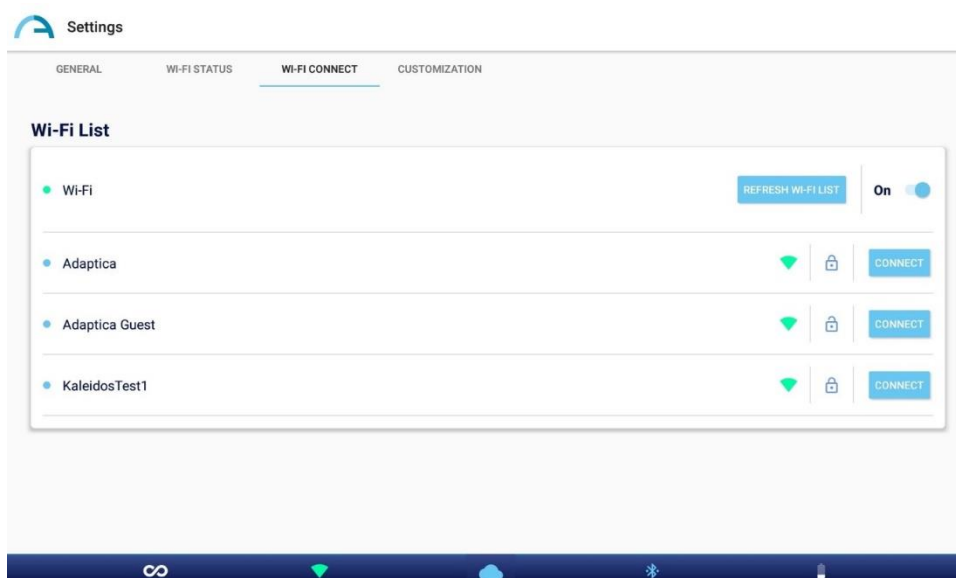 Settings
GENERAL WI-FI STATUS WI-FI CONNECT CUSTOMIZATION
Wi-Fi List
Wi-Fi REFRESH WI-FI LIST On
Adaptica CONNECT
Adaptica Guest CONNECT
KaleidosTest1 CONNECT